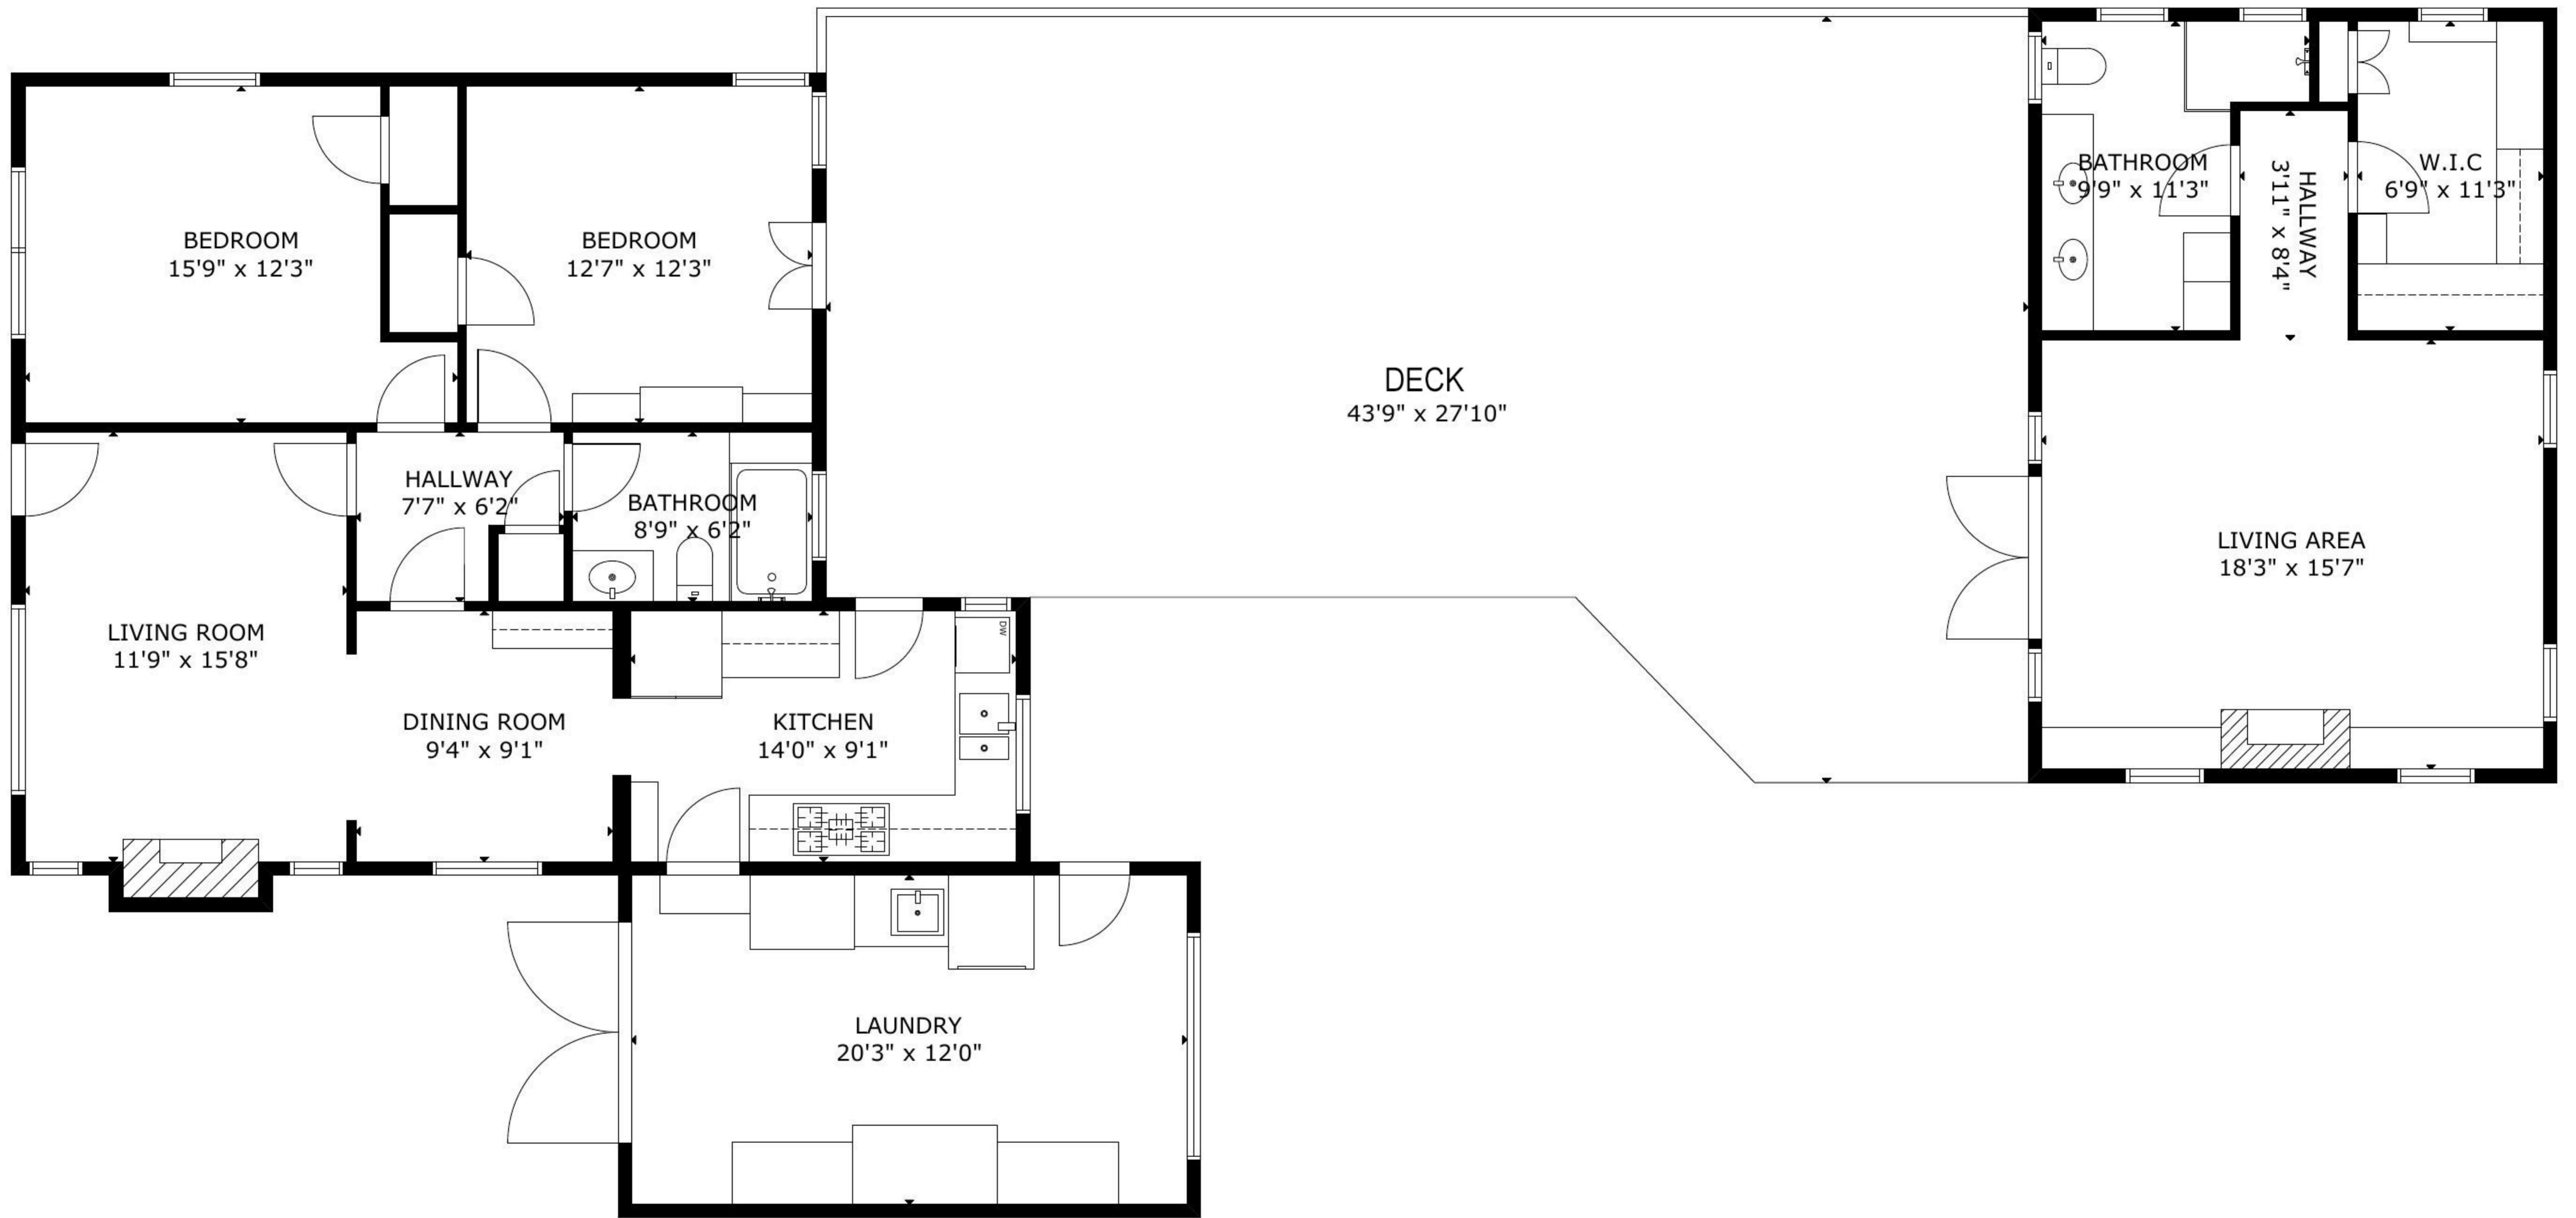 BATHROOM
9'9" x 11'3"
HALLWAY
3'11" x 8'4"
W.I.C
6'9" x 11'3"
BEDROOM
15'9" x 12'3"
BEDROOM
12'7" x 12'3"
DECK
43'9" x 27'10"
HALLWAY
7'7" x 6'2"
BATHROOM
8'9" x 6'2"
LIVING AREA
18'3" x 15'7"
LIVING ROOM
11'9" x 15'8"
DW
DINING ROOM
9'4" x 9'1"
KITCHEN
14'0" x 9'1"
LAUNDRY
20'3" x 12'0"